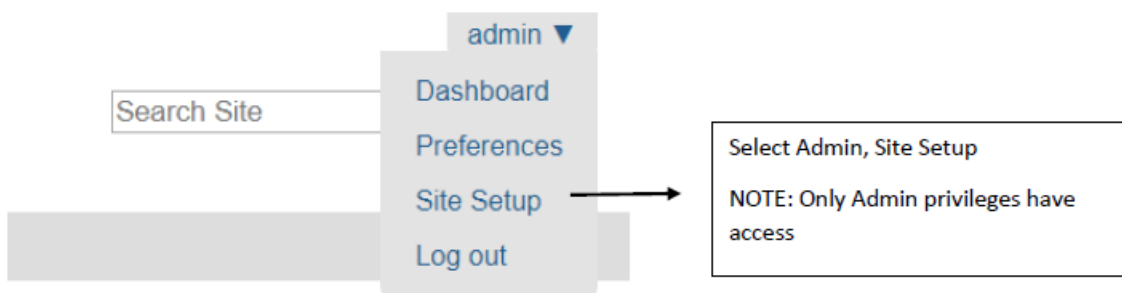 admin ▼
Dashboard
Search Site
Preferences
Site Setup
Log out
Select Admin, Site Setup
NOTE: Only Admin privileges have
access